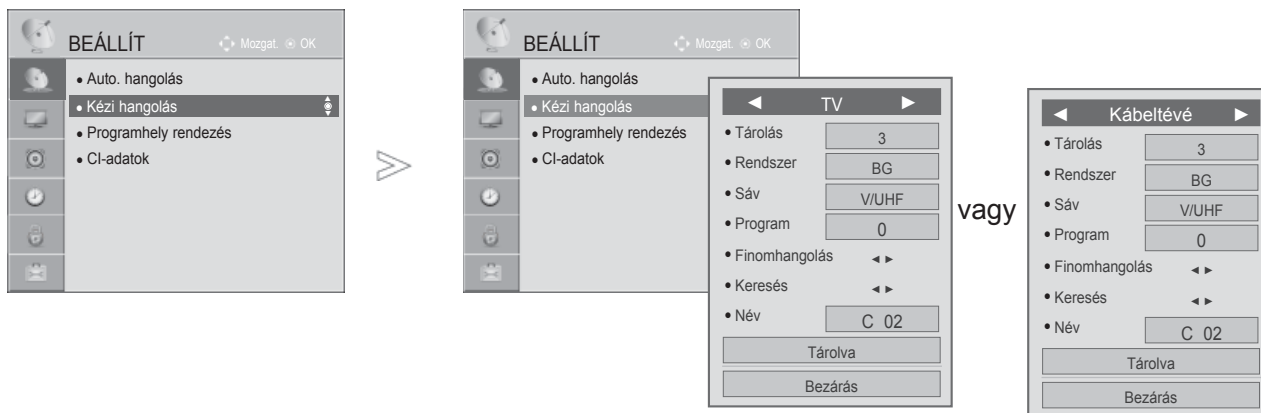 BEÁLLÍT Mozgat. OK
• Auto. hangolás
• Kézi hangolás
• Programhely rendezés
• CI-adatok
BEÁLLÍT Mozgat. OK
• Auto. hangolás
• Kézi hangolás
• Programhely rendezés
• CI-adatok
◄ TV ►
• Tárolás 3
• Rendszer BG
• Sáv V/UHF
• Program 0
• Finomhangolás ◄ ►
• Keresés ◄ ►
• Név C 02
Tárolva
Bezárás
vagy
◄ Kábeltévé ►
• Tárolás 3
• Rendszer BG
• Sáv V/UHF
• Program 0
• Finomhangolás ◄ ►
• Keresés ◄ ►
• Név C 02
Tárolva
Bezárás